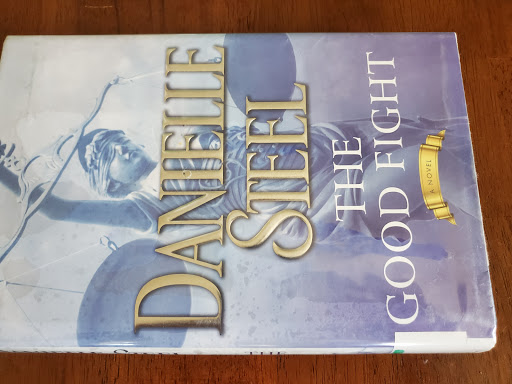 DANIELLE
STEEL
THE
GOOD FIGHT
A NOVEL